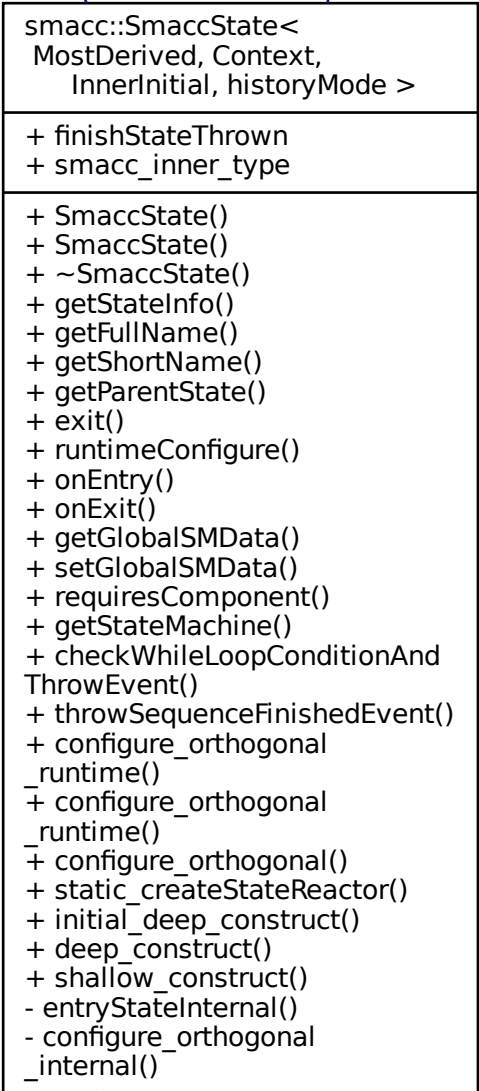 smacc::SmaccState<
MostDerived, Context,
InnerInitial, historyMode >
+ finishStateThrown
+ smacc_inner_type
+ SmaccState()
+ SmaccState()
+ ~SmaccState()
+ getStateInfo()
+ getFullName()
+ getShortName()
+ getParentState()
+ exit()
+ runtimeConfigure()
+ onEntry()
+ onExit()
+ getGlobalSMData()
+ setGlobalSMData()
+ requiresComponent()
+ getStateMachine()
+ checkWhileLoopConditionAnd
ThrowEvent()
+ throwSequenceFinishedEvent()
+ configure_orthogonal
_runtime()
+ configure_orthogonal
_runtime()
+ configure_orthogonal()
+ static_createStateReactor()
+ initial_deep_construct()
+ deep_construct()
+ shallow_construct()
- entryStateInternal()
- configure_orthogonal
_internal()